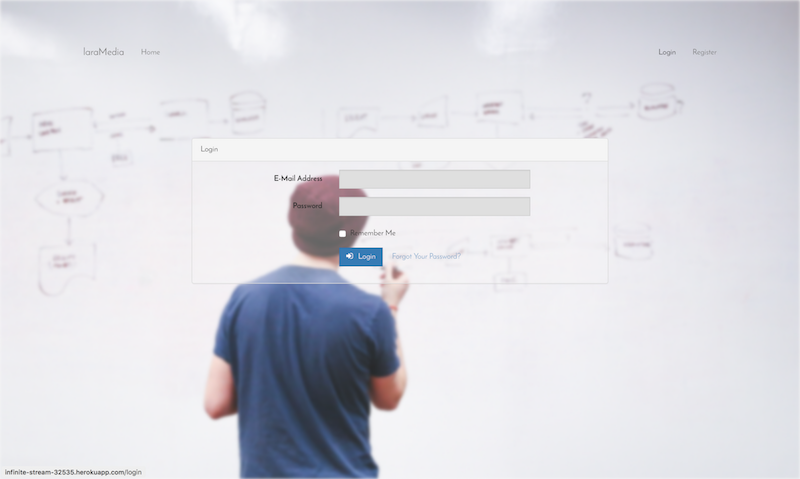 laraMedia Home Login Register
Login
E-Mail Address
Password
Remember Me
Login Forgot Your Password?
infinite-stream-32535.herokuapp.com/login